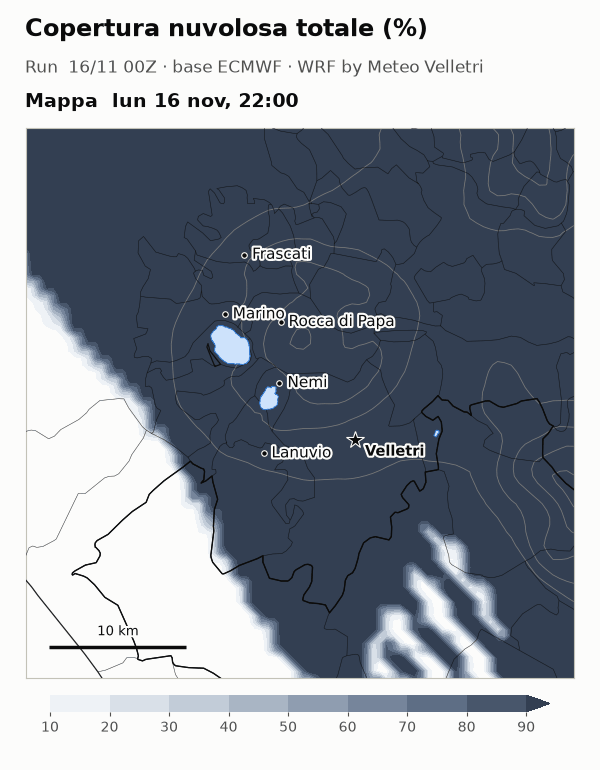 Copertura nuvolosa totale (%)
Run  16/11 00Z · base ECMWF · WRF by Meteo Velletri
Mappa  lun 16 nov, 22:00
Frascati
Marino
Rocca di Papa
Nemi
Velletri
Lanuvio
10 km
10 20 30 40 50 60 70 80 90